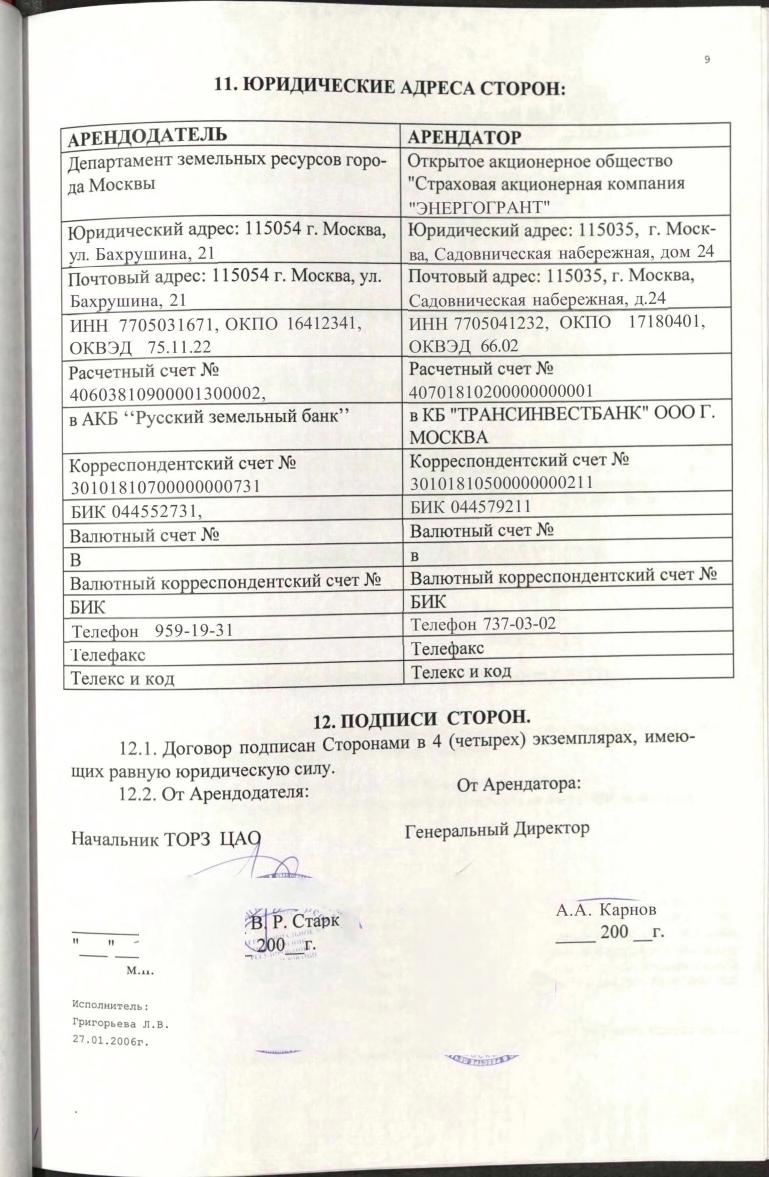 9
11. ЮРИДИЧЕСКИЕ АДРЕСА СТОРОН:
АРЕНДОДАТЕЛЬ
АРЕНДАТОР
Департамент земельных ресурсов горо-
да Москвы
Открытое акционерное общество
"Страховая акционерная компания
"ЭНЕРГОГРАНТ"
Юридический адрес: 115054 г. Москва,
ул. Бахрушина, 21
Юридический адрес: 115035, г. Моск-
ва, Садовническая набережная, дом 24
Почтовый адрес: 115054 г. Москва, ул.
Бахрушина, 21
Почтовый адрес: 115035, г. Москва,
Садовническая набережная, д.24
ИНН 7705031671, ОКПО 16412341,
ОКВЭД 75.11.22
ИНН 7705041232, ОКПО 17180401,
ОКВЭД 66.02
Расчетный счет №
40603810900001300002,
Расчетный счет №
40701810200000000001
в АКБ ‘‘Русский земельный банк’’
в КБ "ТРАНСИНВЕСТБАНК" ООО Г.
МОСКВА
Корреспондентский счет №
30101810700000000731
Корреспондентский счет №
30101810500000000211
БИК 044552731,
БИК 044579211
Валютный счет №
Валютный счет №
В
в
Валютный корреспондентский счет №
Валютный корреспондентский счет №
БИК
БИК
Телефон 959-19-31
Телефон 737-03-02
Телефакс
Телефакс
Телекс и код
Телекс и код
12. ПОДПИСИ СТОРОН.
12.1. Договор подписан Сторонами в 4 (четырех) экземплярах, имею-
щих равную юридическую силу.
12.2. От Арендодателя:
От Арендатора:
Начальник ТОРЗ ЦАО
Генеральный Директор
В. Р. Старк
А.А. Карнов
"___" 200__г.
____ 200 __г.
м.п.
Исполнитель:
Григорьева Л.В.
27.01.2006г.